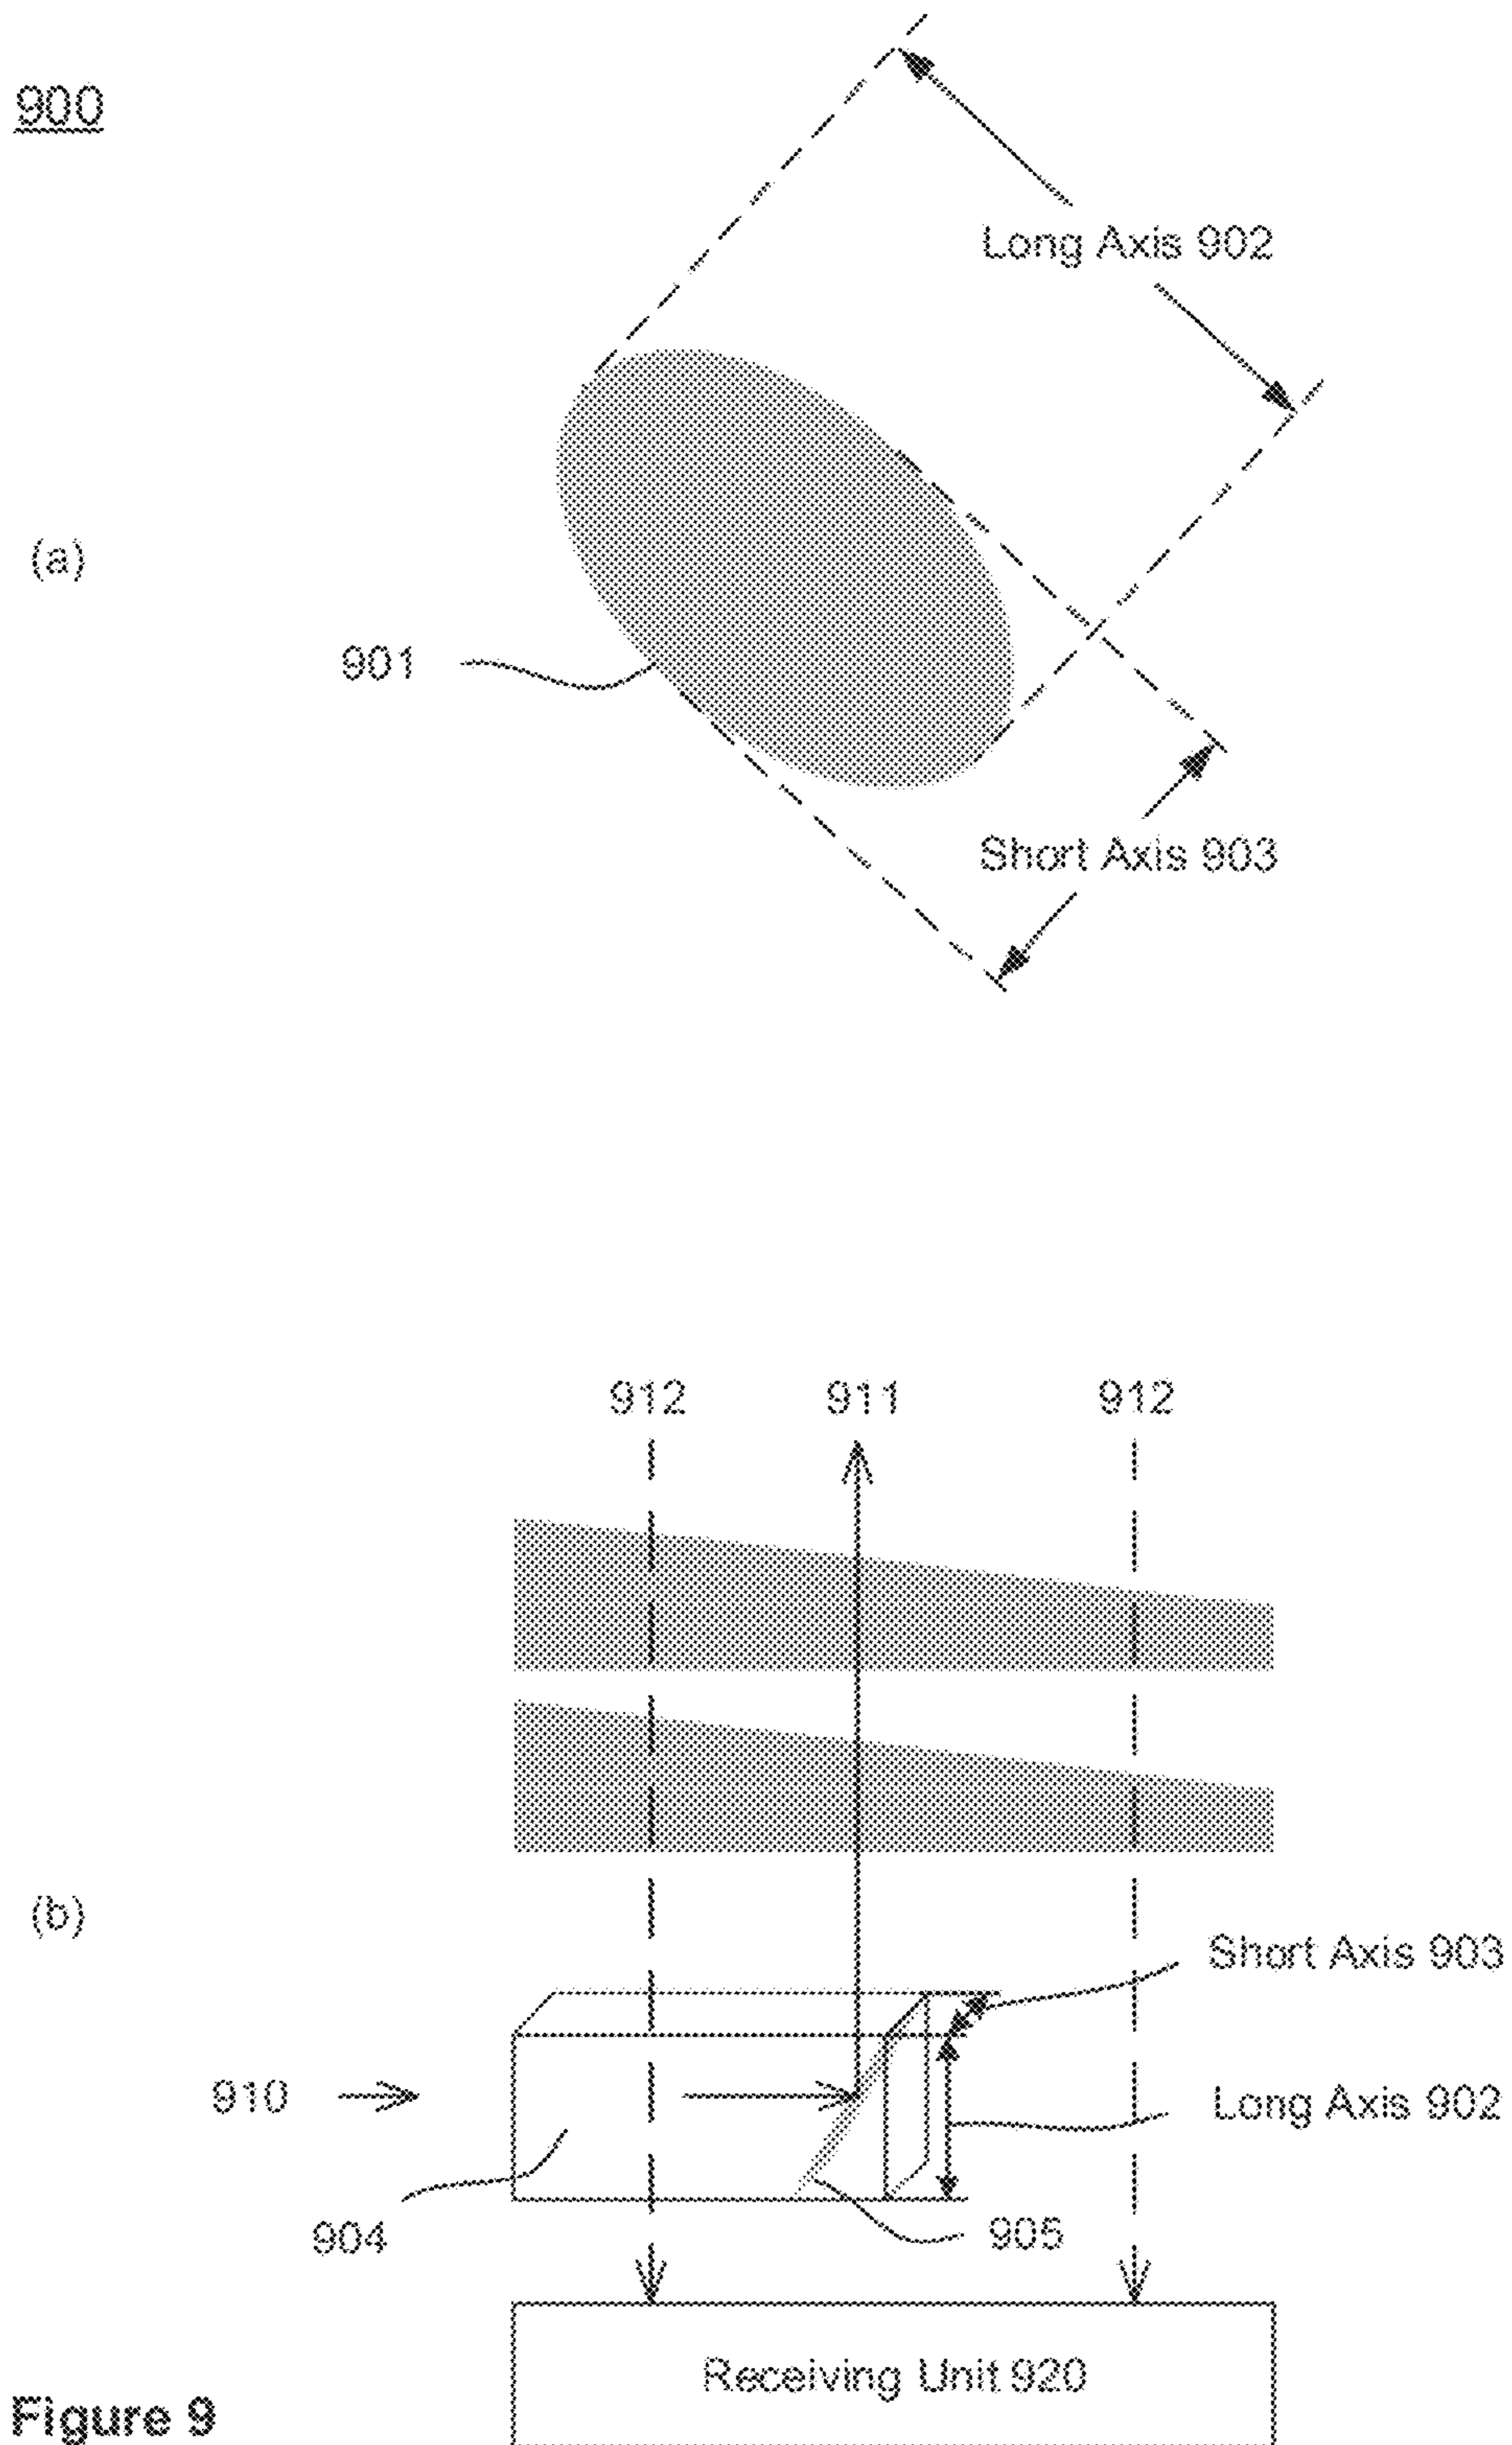 900
Long Axis 902
(a)
901
Short Axis 903
912 911 912
(b)
Short Axis 903
910
Long Axis 902
904
905
Receiving Unit 920
Figure 9